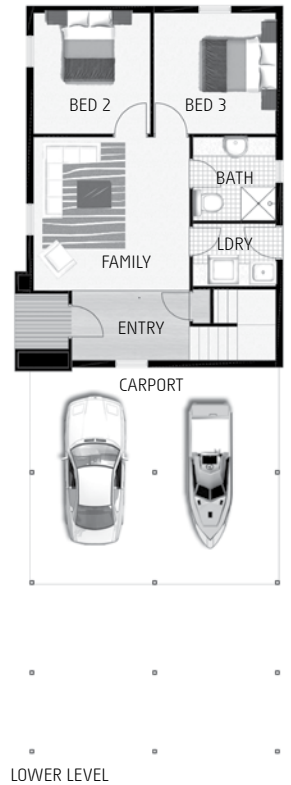 BED 2
BED 3
BATH
LDRY
FAMILY
ENTRY
CARPORT
LOWER LEVEL